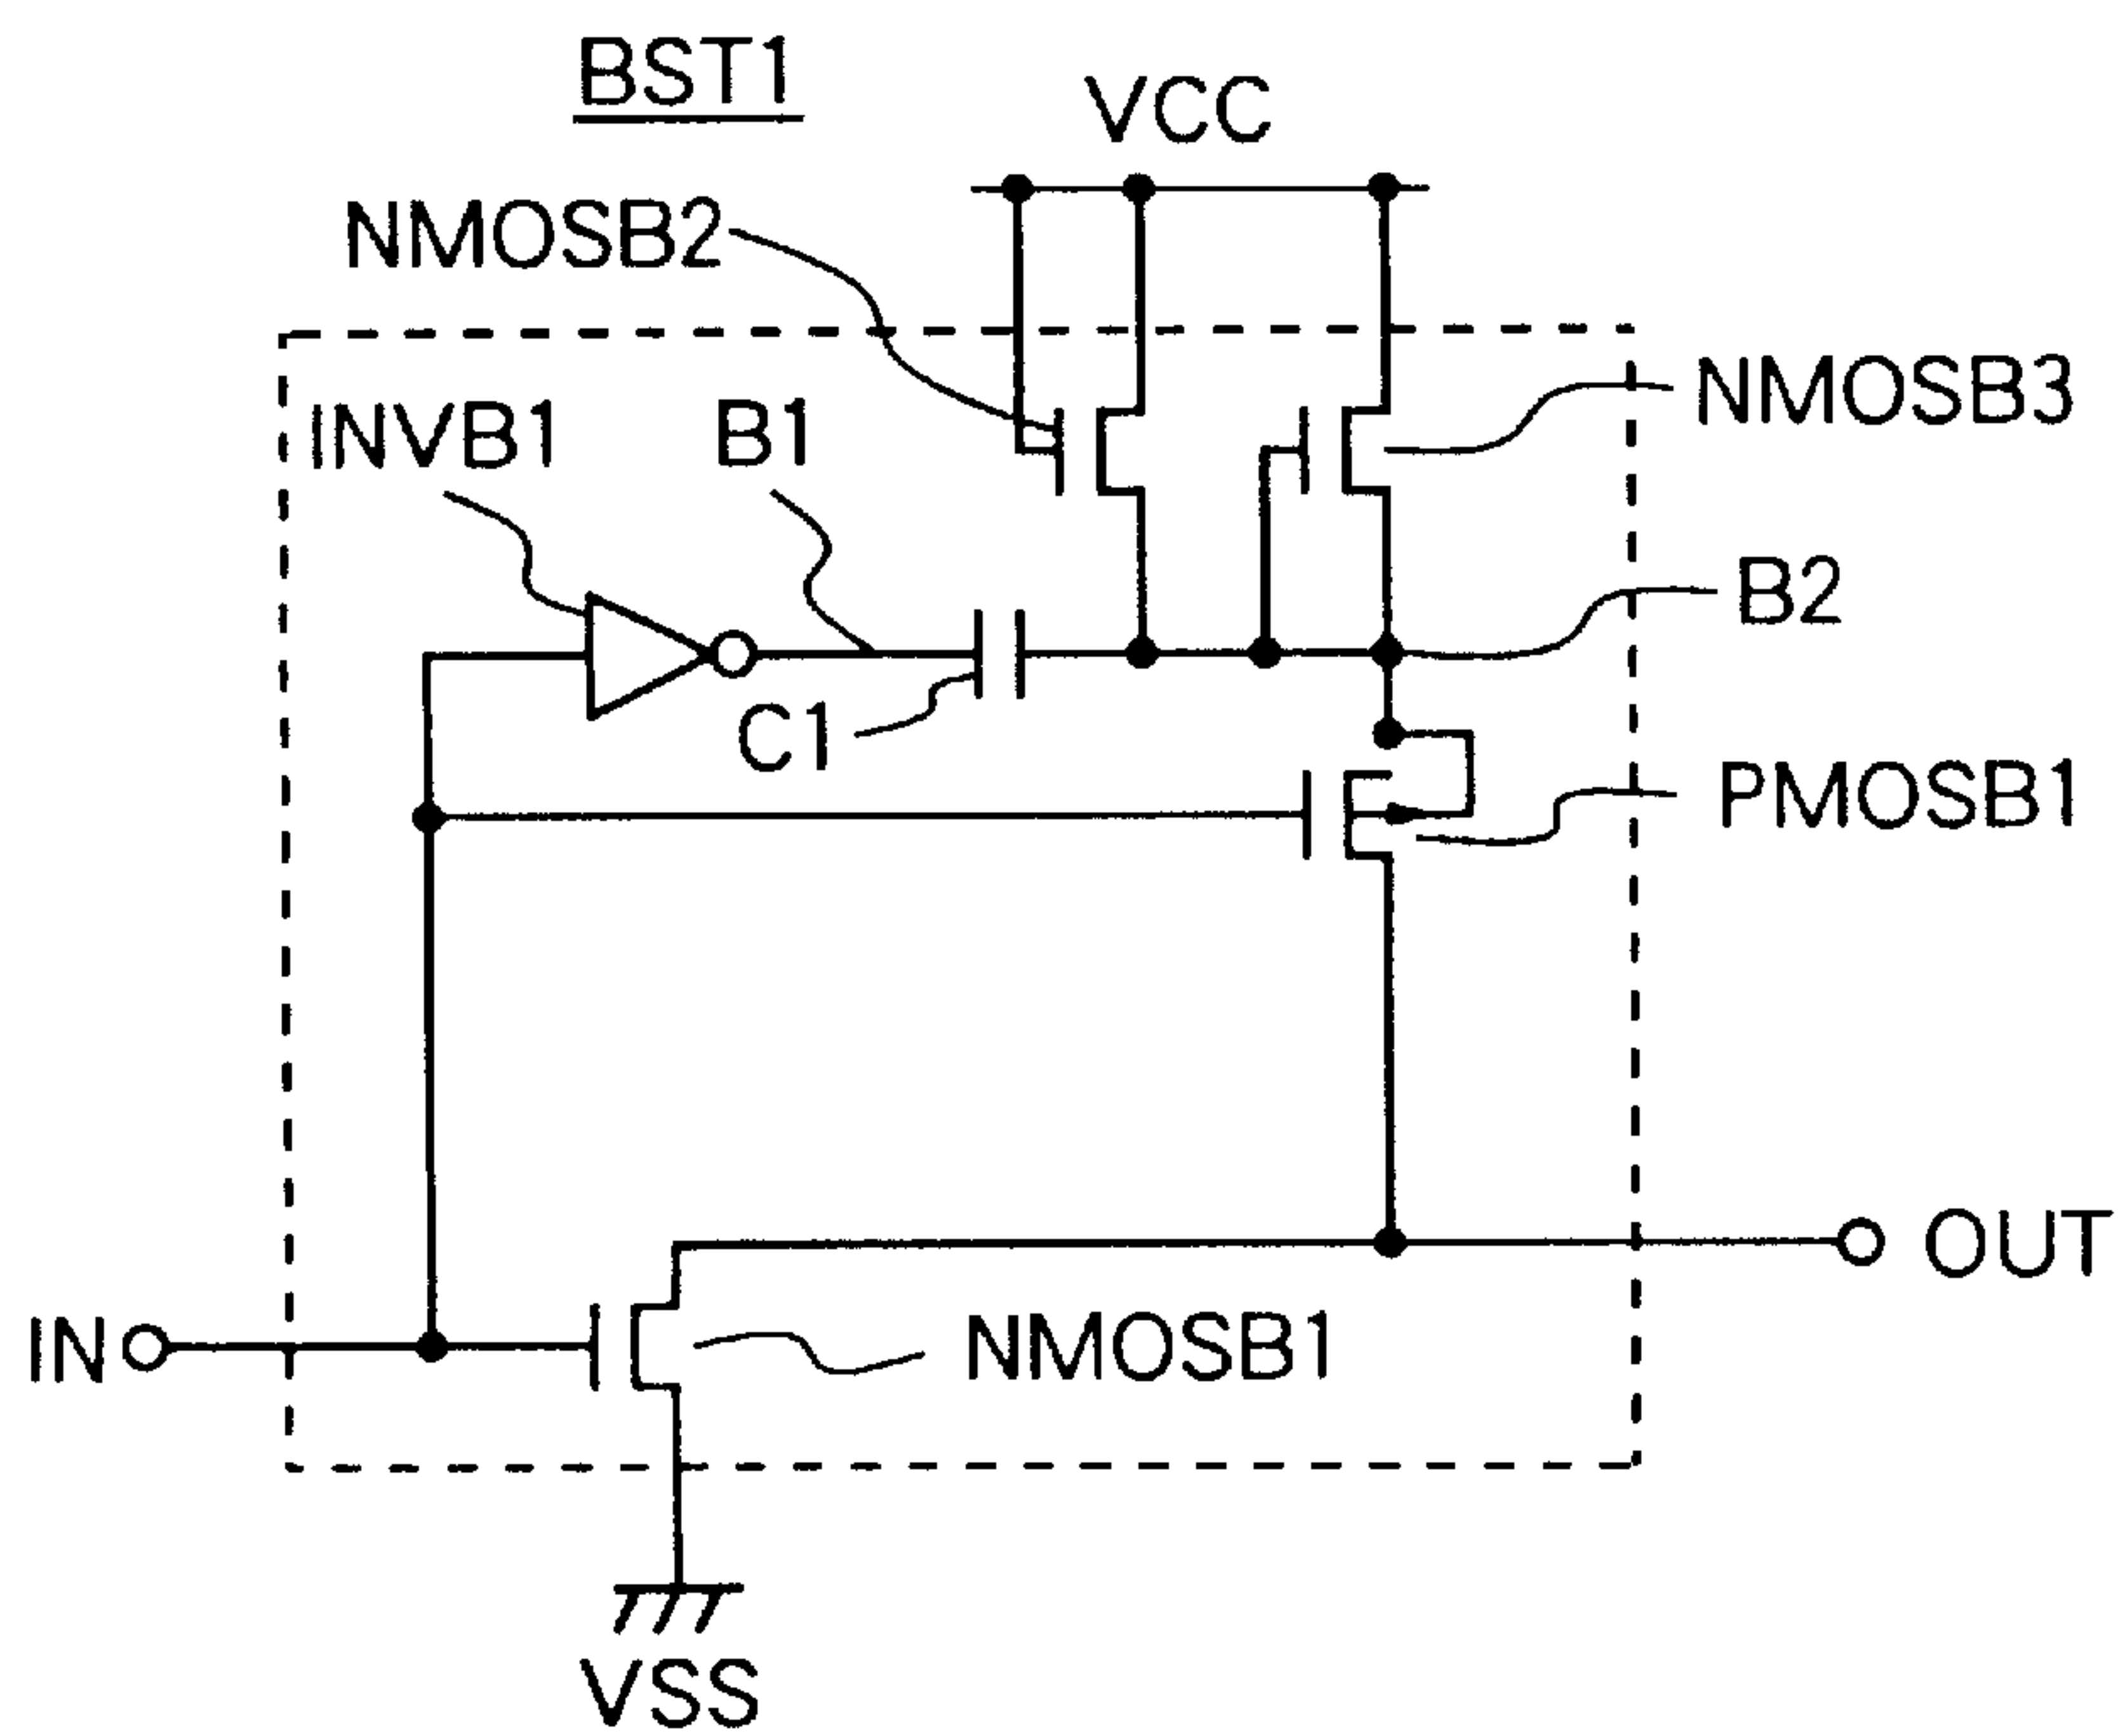 BST1
VCC
NMOSB2
NMOSB3
INVB1
B1
B2
C1
PMOSB1
OUT
IN
NMOSB1
VSS